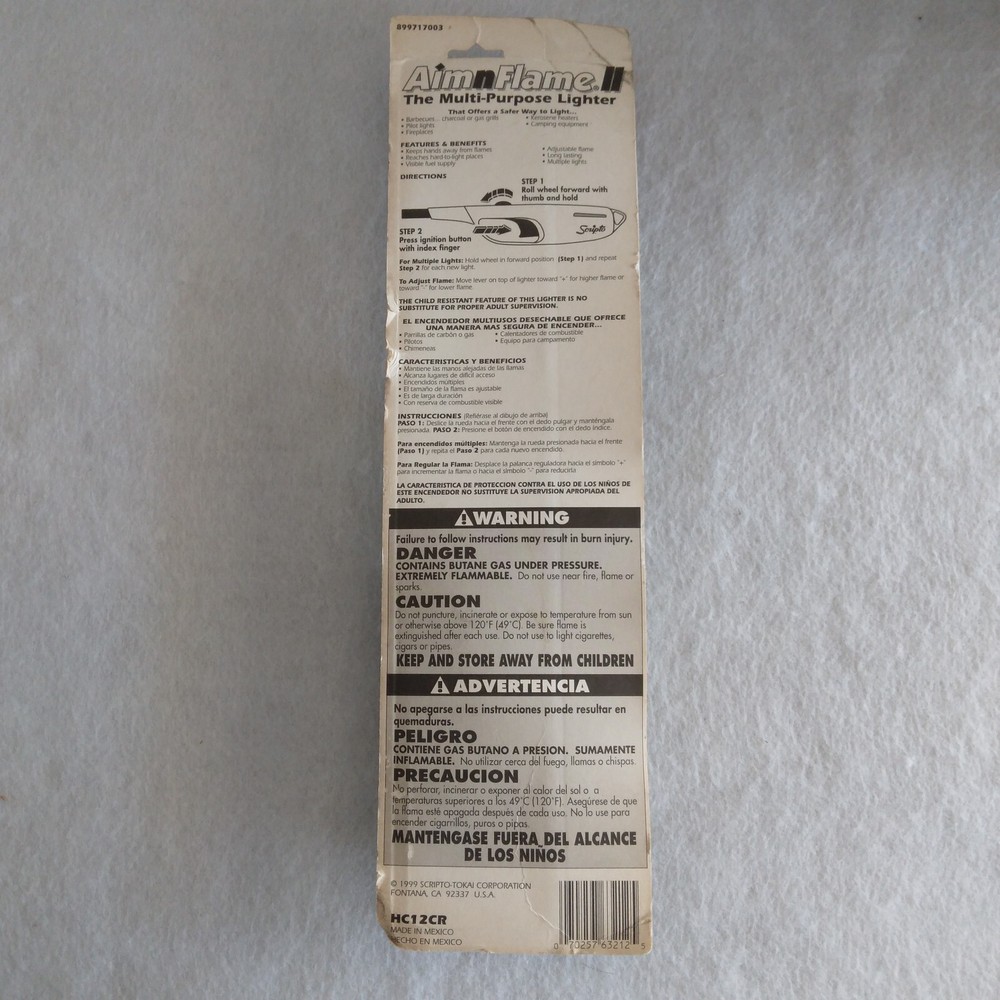 899717003
Aim n Flame® II
The Multi-Purpose Lighter
That Offers a Safer Way to Light...
• Barbecues... Charcoal or gas grills
• Pilot lights
• Fireplaces
• Kerosene heaters
• Camping equipment
FEATURES & BENEFITS
• Keeps hands away from flames
• Reaches hard-to-light places
• Visible fuel supply
• Adjustable flame
• Long lasting
• Multiple lights
DIRECTIONS
STEP 1
Roll wheel forward with
thumb and hold
Scripto
STEP 2
Press ignition button
with index finger
For Multiple Lights: Hold wheel in forward position (Step 1) and repeat
Step 2 for each new light.
To Adjust Flame: Move lever on top of lighter toward "+" for higher flame or
toward "-" for lower flame.
THE CHILD RESISTANT FEATURE OF THIS LIGHTER IS NO
SUBSTITUTE FOR PROPER ADULT SUPERVISION.
EL ENCENDEDOR MULTIUSOS DESECHABLE QUE OFRECE
UNA MANERA MAS SEGURA DE ENCENDER...
• Parrillas de carbón o gas
• Pilotos
• Chimeneas
• Calentadores de combustible
• Equipo para campamento
CARACTERISTICAS Y BENEFICIOS
• Mantiene las manos alejadas de las llamas
• Alcanza lugares de difícil acceso
• Encendidos múltiples
• El tamaño de la flama es ajustable
• Es de larga duración
• Con reserva de combustible visible
INSTRUCCIONES (Refiérase al dibujo de arriba)
PASO 1: Deslice la rueda hacia el frente con el dedo pulgar y manténgala
presionada. PASO 2: Presione el botón de encendido con el dedo índice.
Para encendidos múltiples: Mantenga la rueda presionada hacia el frente
(Paso 1) y repita el Paso 2 para cada nuevo encendido.
Para Regular la Flama: Desplace la palanca reguladora hacia el símbolo "+"
para incrementar la flama o hacia el símbolo "-" para reducirla
LA CARACTERISTICA DE PROTECCION CONTRA EL USO DE LOS NIÑOS DE
ESTE ENCENDEDOR NO SUSTITUYE LA SUPERVISION APROPIADA DEL
ADULTO.
⚠WARNING
Failure to follow instructions may result in burn injury.
DANGER
CONTAINS BUTANE GAS UNDER PRESSURE.
EXTREMELY FLAMMABLE. Do not use near fire, flame or
sparks.
CAUTION
Do not puncture, incinerate or expose to temperature from sun
or otherwise above 120°F (49°C). Be sure flame is
extinguished after each use. Do not use to light cigarettes,
cigars or pipes.
KEEP AND STORE AWAY FROM CHILDREN
⚠ ADVERTENCIA
No apegarse a las instrucciones puede resultar en
quemaduras.
PELIGRO
CONTIENE GAS BUTANO A PRESION. SUMAMENTE
INFLAMABLE. No utilizar cerca del fuego, llamas o chispas.
PRECAUCION
No perforar, incinerar o exponer al calor del sol o a
temperaturas superiores a los 49°C (120°F). Asegúrese de que
la flama esté apagada después de cada uso. No lo use para
encender cigarrillos, puros o pipas.
MANTENGASE FUERA DEL ALCANCE
DE LOS NIÑOS
© 1999 SCRIPTO-TOKAI CORPORATION
FONTANA, CA 92337 U.S.A.
HC12CR
MADE IN MEXICO
HECHO EN MEXICO
0 70257 63212 5